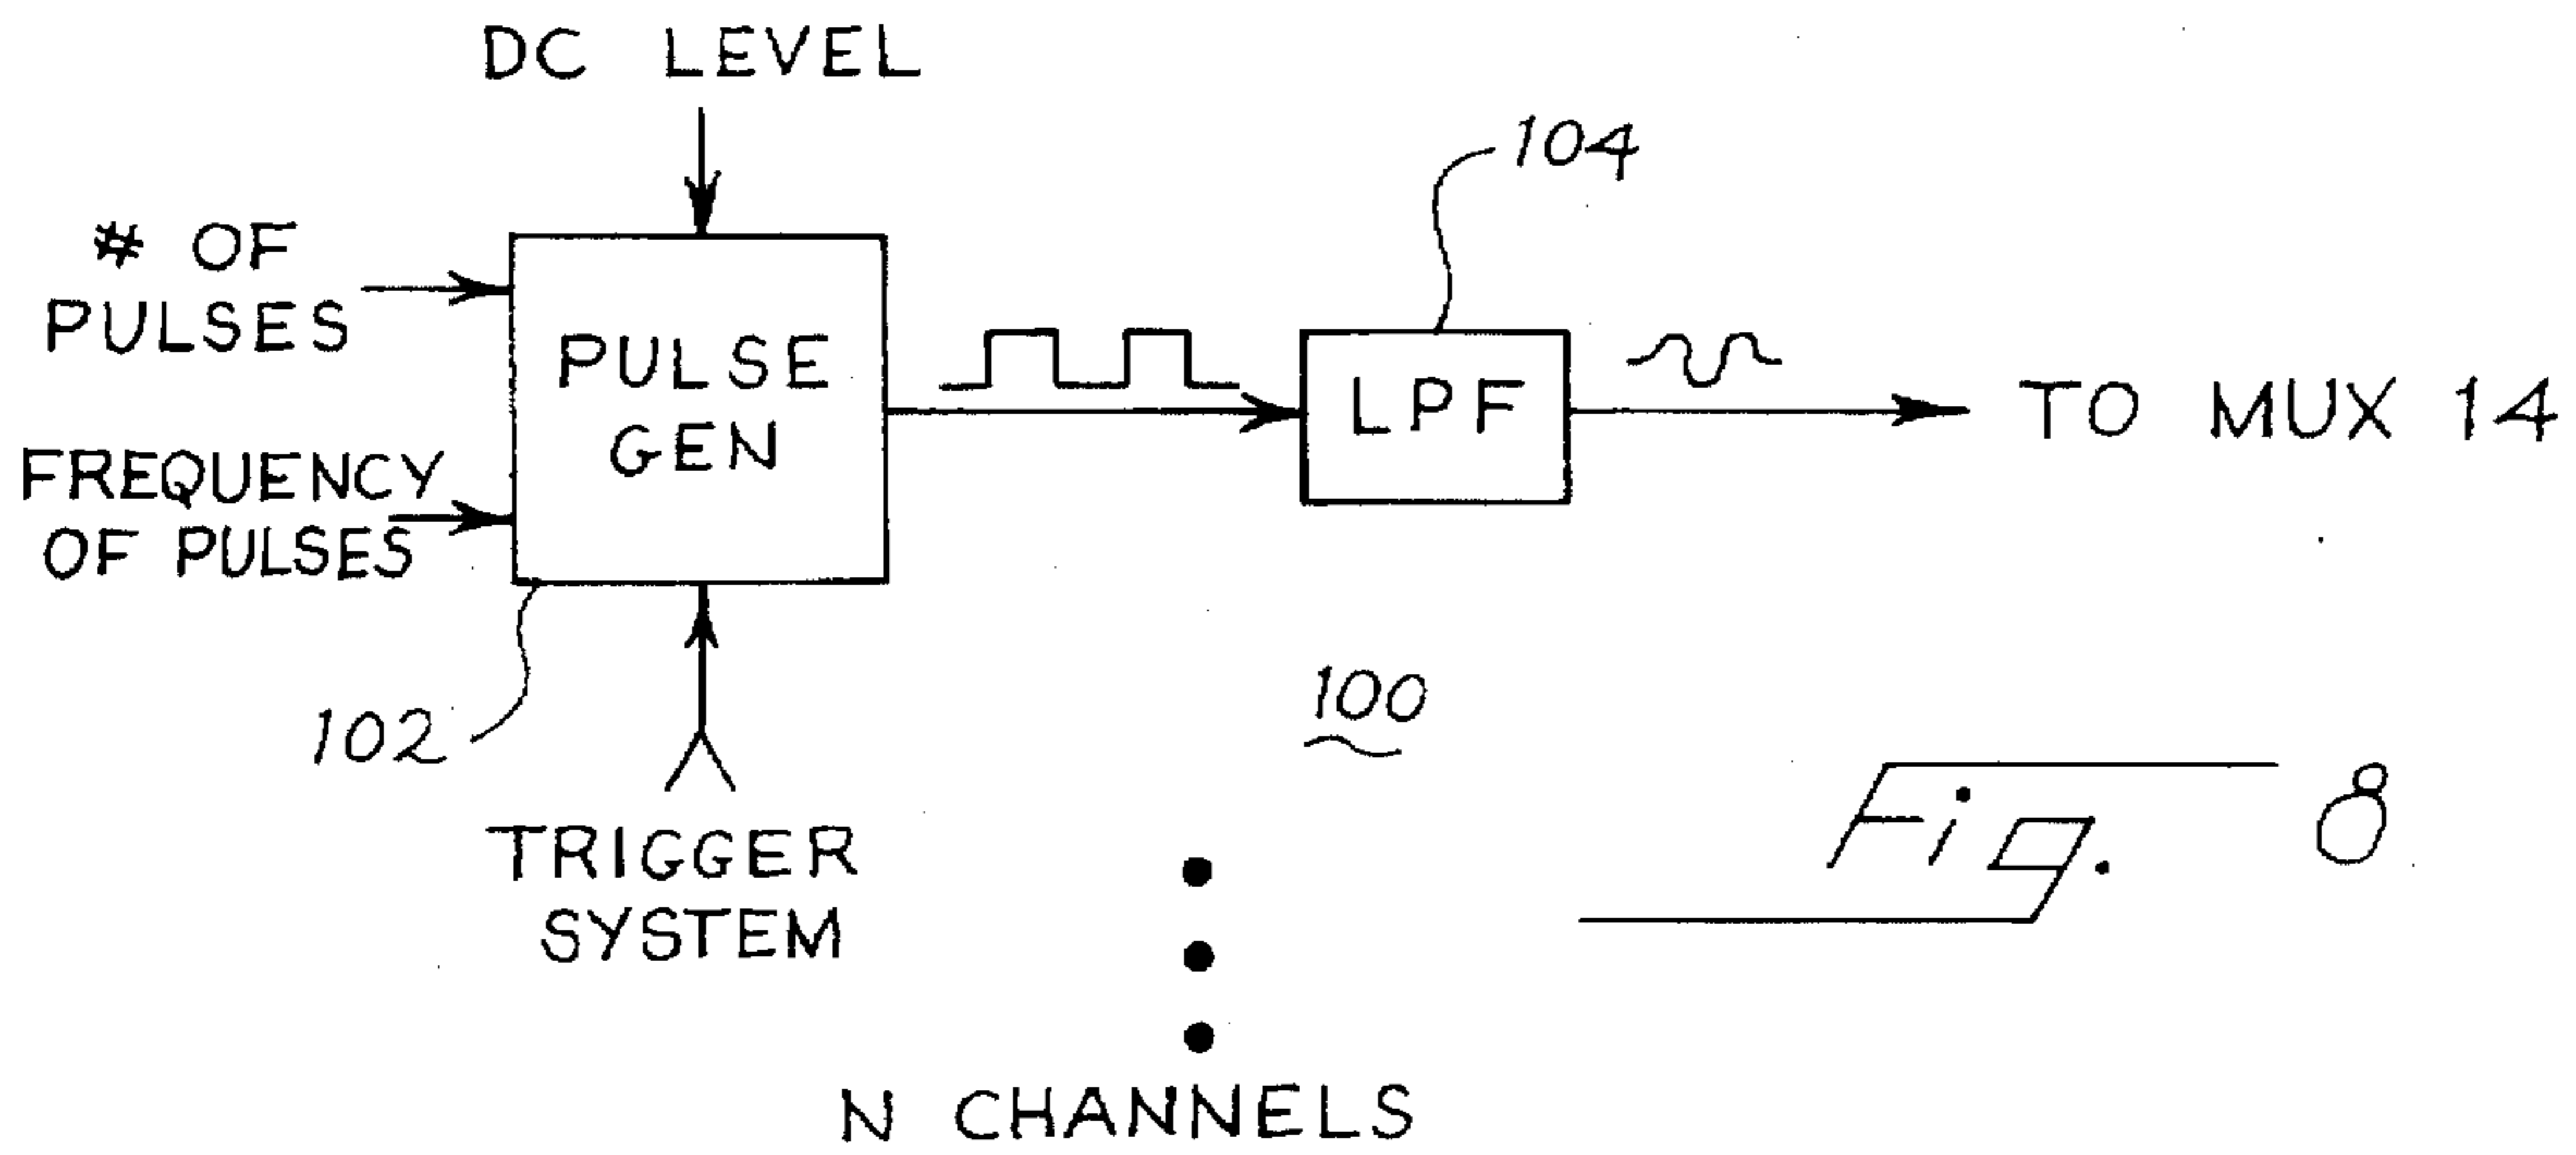 DC LEVEL
104
# OF
PULSES
PULSE
GEN
LPF
TO MUX 14
FREQUENCY
OF PULSES
102
100
TRIGGER
SYSTEM
Fig. 8
N CHANNELS